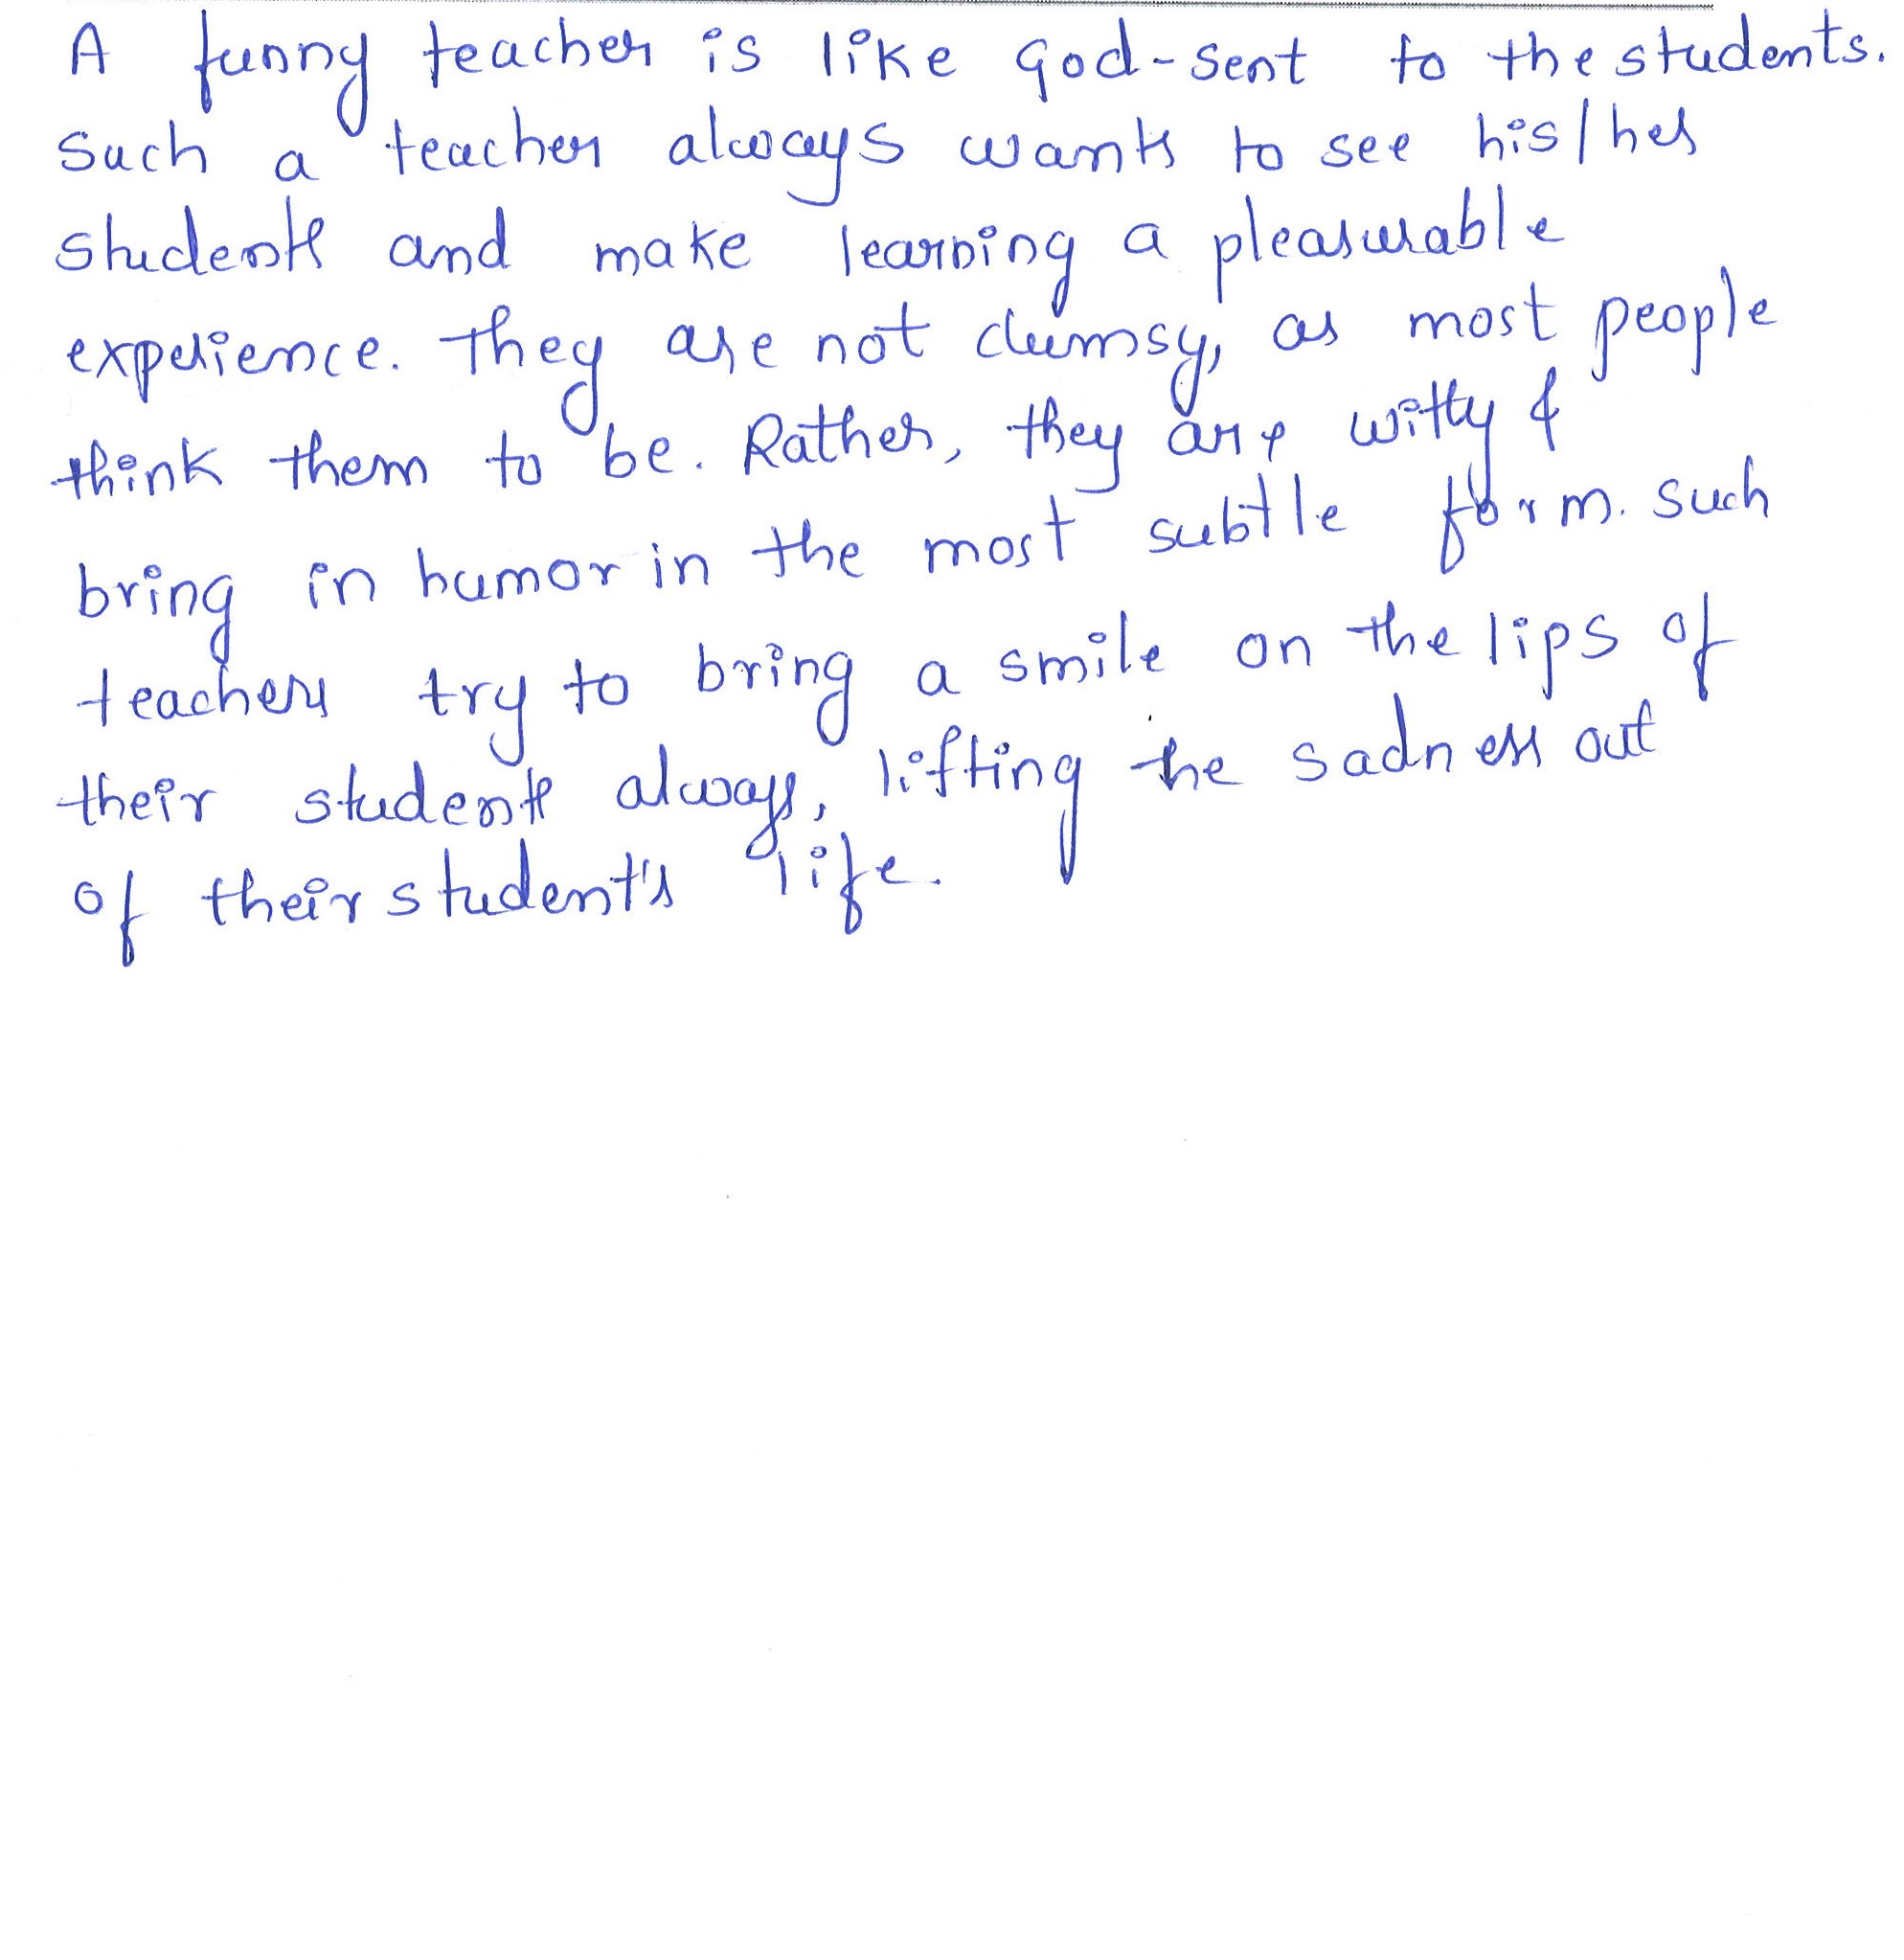 A funny teacher is like God-sent to the students.
Such a teacher always wants to see his/her
students and make learning a pleasurable
experience. They are not clumsy, as most people
think them to be. Rather, they are witty &
bring in humor in the most subtle form. Such
teachers try to bring a smile on the lips of
their students always, lifting the sadness out
of their student's life.